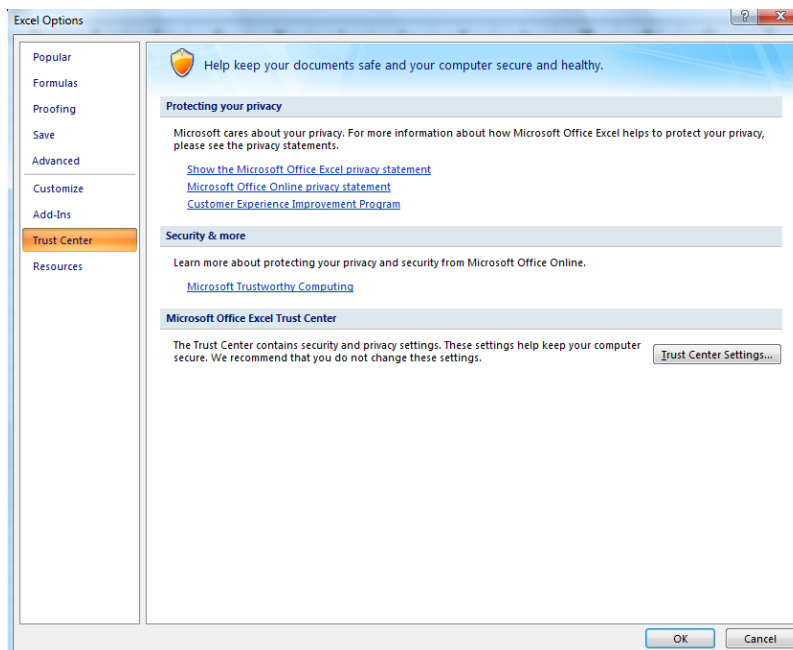 Excel Options
?
X
Popular
Formulas
Proofing
Save
Advanced
Customize
Add-Ins
Trust Center
Resources
Help keep your documents safe and your computer secure and healthy.
Protecting your privacy
Microsoft cares about your privacy. For more information about how Microsoft Office Excel helps to protect your privacy,
please see the privacy statements.
Show the Microsoft Office Excel privacy statement
Microsoft Office Online privacy statement
Customer Experience Improvement Program
Security & more
Learn more about protecting your privacy and security from Microsoft Office Online.
Microsoft Trustworthy Computing
Microsoft Office Excel Trust Center
The Trust Center contains security and privacy settings. These settings help keep your computer
secure. We recommend that you do not change these settings.
Trust Center Settings...
OK
Cancel